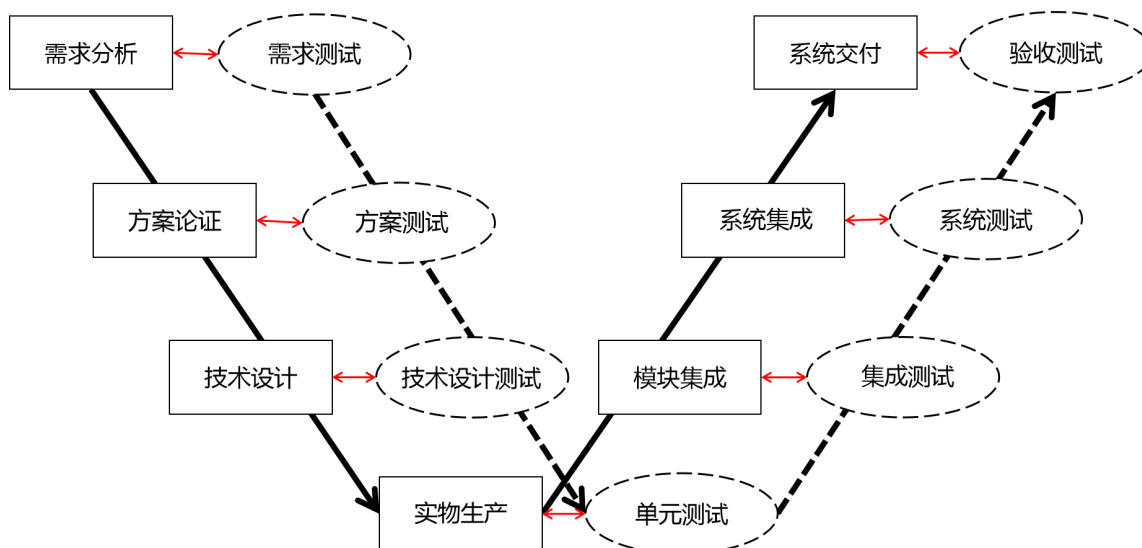 需求分析
需求测试
系统交付
验收测试
方案论证
方案测试
系统集成
系统测试
技术设计
技术设计测试
模块集成
集成测试
实物生产
单元测试